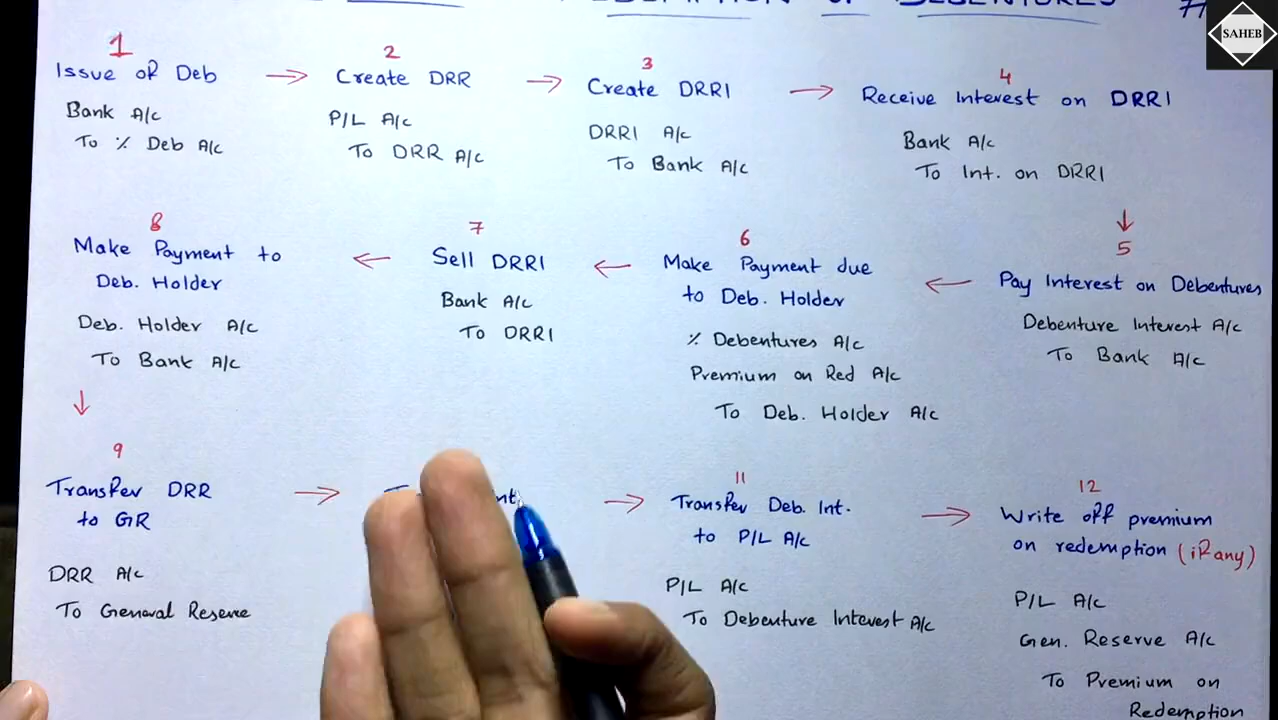 OF DEBENTURES
SAHEB
1
Issue of Deb
Bank A/c
To % Deb A/c
2
Create DRR
P/L A/c
To DRR A/c
3
Create DRRI
DRRI A/c
To Bank A/c
4
Receive Interest on DRRI
Bank A/c
To Int. on DRRI
5
Pay Interest on Debentures
Debenture Interest A/c
To Bank A/c
6
Make Payment due
to Deb. Holder
% Debentures A/c
Premium on Red A/c
To Deb. Holder A/c
7
Sell DRRI
Bank A/c
To DRRI
8
Make Payment to
Deb. Holder
Deb. Holder A/c
To Bank A/c
9
Transfer DRR
to GR
DRR A/c
To Genaral Reserve
Int
11
Transfer Deb. Int.
to P/L A/c
P/L A/c
To Debenture Interest A/c
12
Write off premium
on redemption (if any)
P/L A/c
Gen. Reserve A/c
To Premium on
Redemption